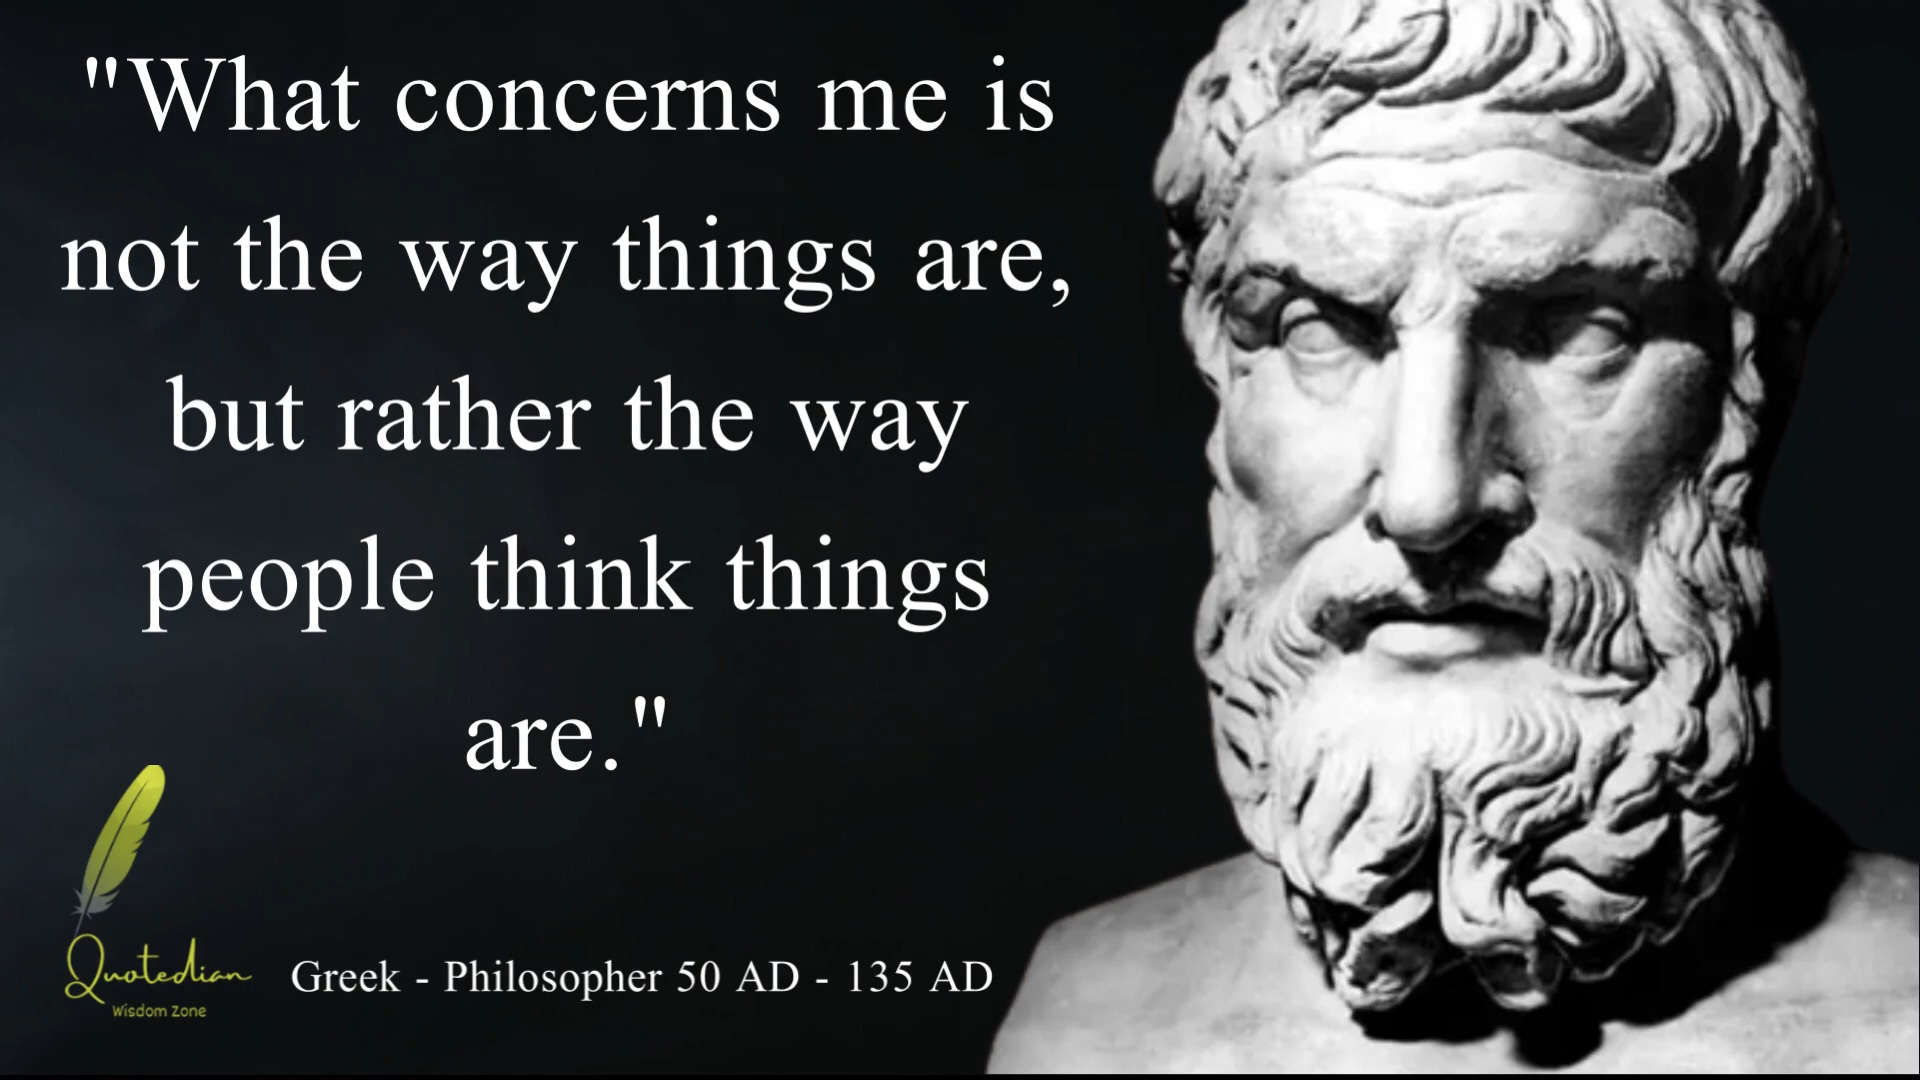 "What concerns me is
not the way things are,
but rather the way
people think things
are."
Quotedian
Wisdom Zone
Greek - Philosopher 50 AD - 135 AD